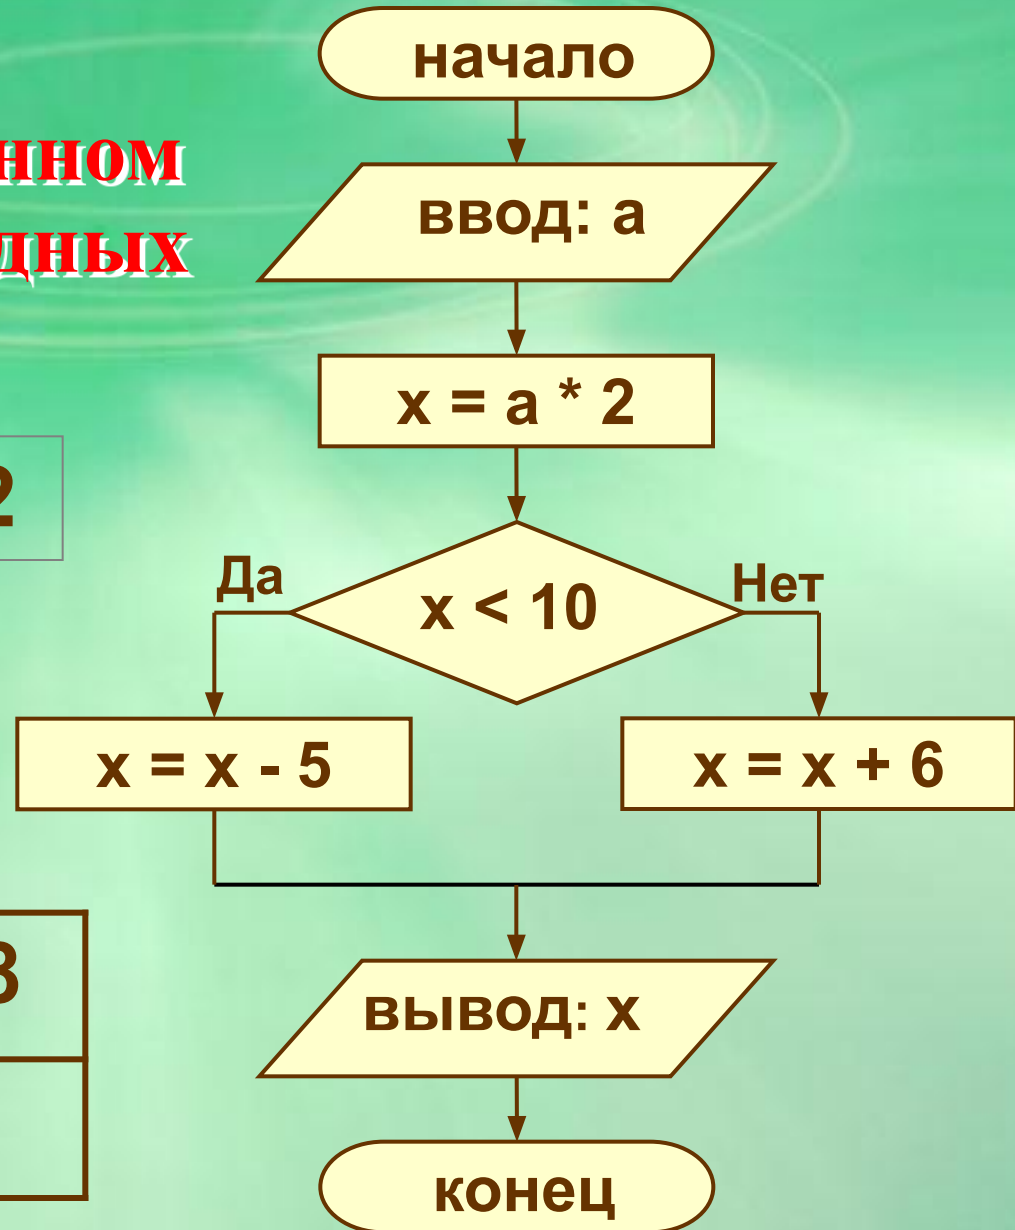 начало
ввод: а
х = а * 2
Да
х < 10
Нет
х = х - 5
х = х + 6
вывод: х
конец